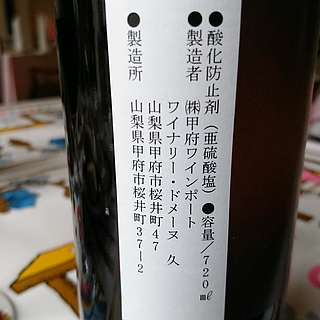 ●酸化防止剤(亜硫酸塩)●容量/720㎖
●製造者 ㈱甲府ワインポート
ワイナリー・ドメーヌ 久
山梨県甲府市桜井町47
●製造所 山梨県甲府市桜井町37ー2